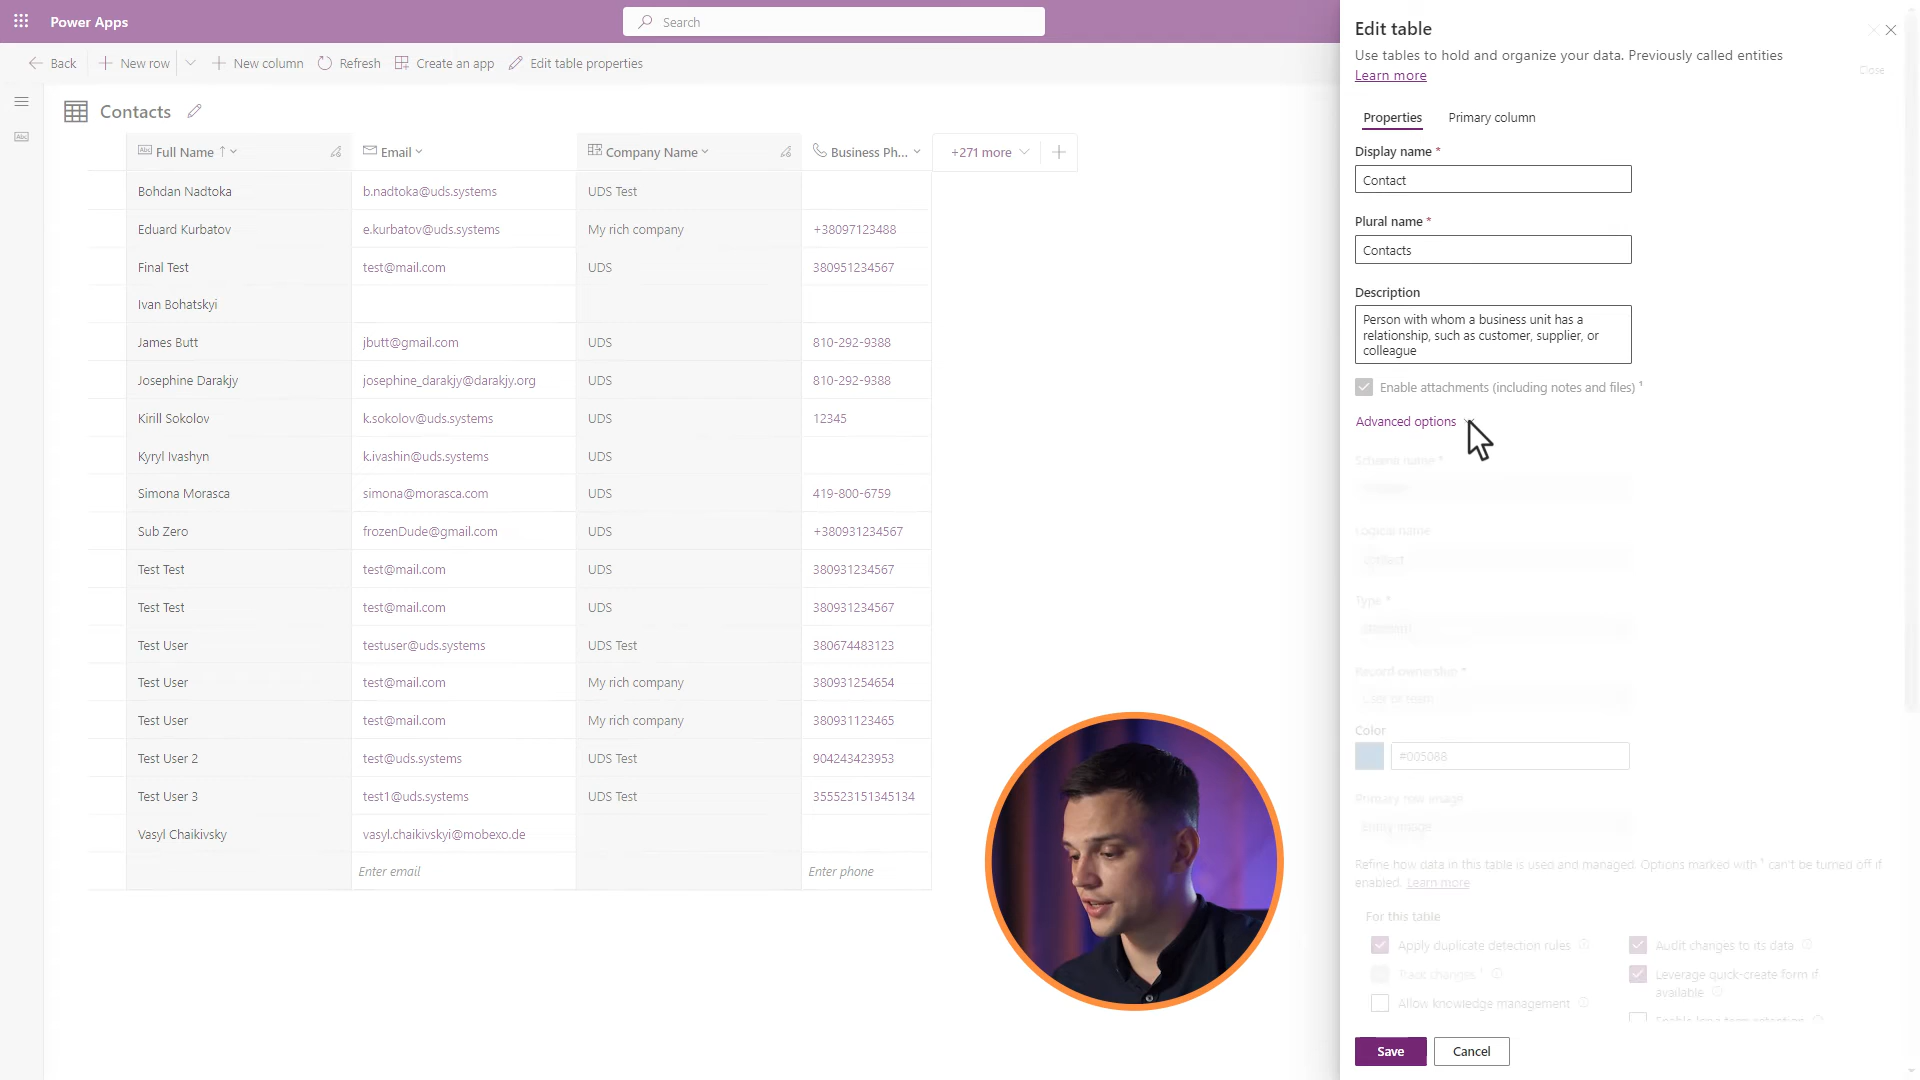 Power Apps
Search
Back
New row
New column
Refresh
Create an app
Edit table properties
Contacts
Full Name
Email
Company Name
Business Ph...
+271 more
Bohdan Nadtoka b.nadtoka@uds.systems UDS Test
Eduard Kurbatov e.kurbatov@uds.systems My rich company +38097123488
Final Test test@mail.com UDS 380951234567
Ivan Bohatskyi
James Butt jbutt@gmail.com UDS 810-292-9388
Josephine Darakjy josephine_darakjy@darakjy.org UDS 810-292-9388
Kirill Sokolov k.sokolov@uds.systems UDS 12345
Kyryl Ivashyn k.ivashin@uds.systems UDS
Simona Morasca simona@morasca.com UDS 419-800-6759
Sub Zero frozenDude@gmail.com UDS +380931234567
Test Test test@mail.com UDS 380931234567
Test Test test@mail.com UDS 380931234567
Test User testuser@uds.systems UDS Test 380674483123
Test User test@mail.com My rich company 380931254654
Test User test@mail.com My rich company 380931123465
Test User 2 test@uds.systems UDS Test 904243423953
Test User 3 test1@uds.systems UDS Test 355523151345134
Vasyl Chaikivsky vasyl.chaikivskyi@mobexo.de
Enter email Enter phone
Edit table
Use tables to hold and organize your data. Previously called entities
Learn more
Close
Properties
Primary column
Display name *
Contact
Plural name *
Contacts
Description
Person with whom a business unit has a
relationship, such as customer, supplier, or
colleague
Enable attachments (including notes and files) ¹
Advanced options
Schema name *
Logical name
contact
Type *
Record ownership *
User or team
Color
#005088
Primary row image
Entity image
Refine how data in this table is used and managed. Options marked with ¹ can't be turned off if
enabled. Learn more
For this table
Apply duplicate detection rules
Audit changes to its data
Track changes ¹
Leverage quick-create form if
available
Allow knowledge management
Enable long term retention
Save
Cancel